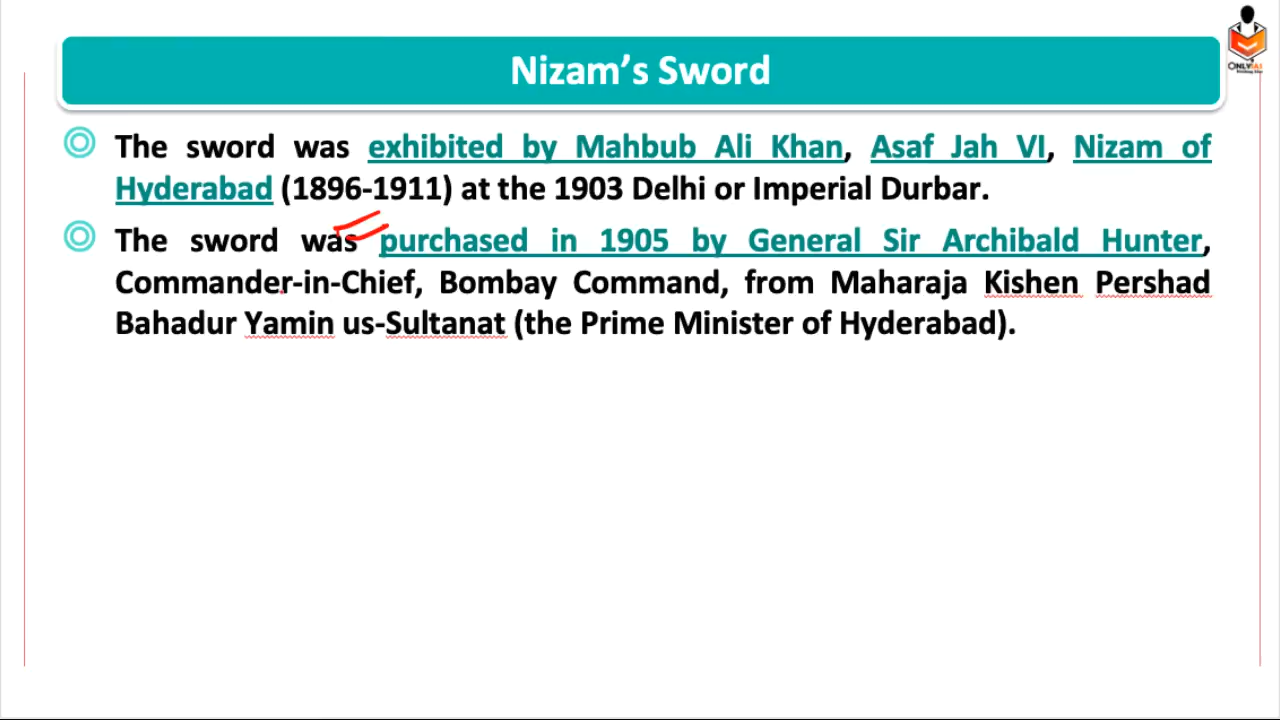 Nizam's Sword
ONLYIAS
The sword was exhibited by Mahbub Ali Khan, Asaf Jah VI, Nizam of
Hyderabad (1896-1911) at the 1903 Delhi or Imperial Durbar.
The sword was purchased in 1905 by General Sir Archibald Hunter,
Commander-in-Chief, Bombay Command, from Maharaja Kishen Pershad
Bahadur Yamin us-Sultanat (the Prime Minister of Hyderabad).